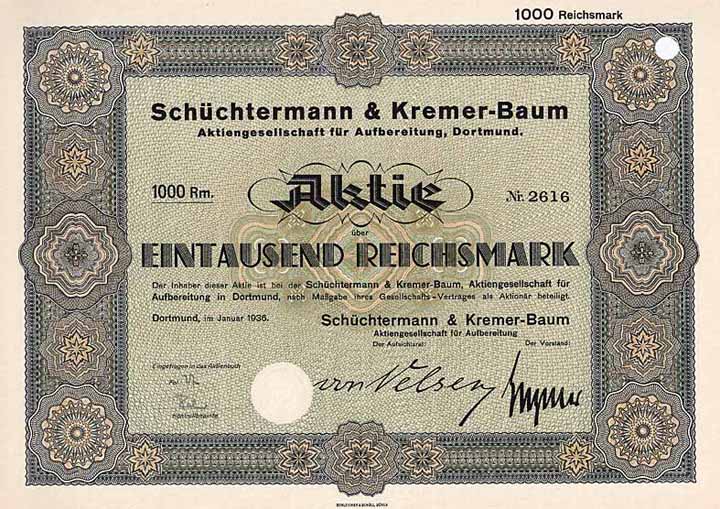 1000 Reichsmark
Schüchtermann & Kremer-Baum
Aktiengesellschaft für Aufbereitung, Dortmund.
1000 Rm.
Aktie
Nr. 2616
über
EINTAUSEND REICHSMARK
Der Inhaber dieser Aktie ist bei der Schüchtermann & Kremer-Baum, Aktiengesellschaft für
Aufbereitung in Dortmund, nach Maßgabe ihres Gesellschafts-Vertrages als Aktionär beteiligt.
Dortmund, im Januar 1936.
Schüchtermann & Kremer-Baum
Aktiengesellschaft für Aufbereitung
Der Aufsichtsrat:
Der Vorstand:
Eingetragen in das Aktienbuch
von Velsen
Kontrollbeamte